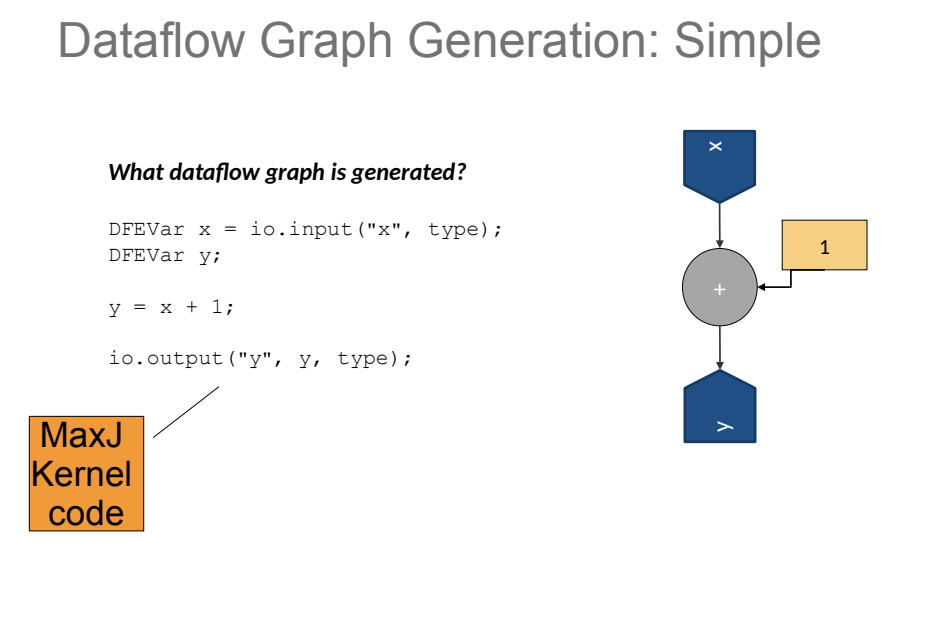 Dataflow Graph Generation: Simple
What dataflow graph is generated?
DFEVar x = io.input("x", type);
DFEVar y;
y = x + 1;
io.output("y", y, type);
MaxJ
Kernel
code
x
1
+
y